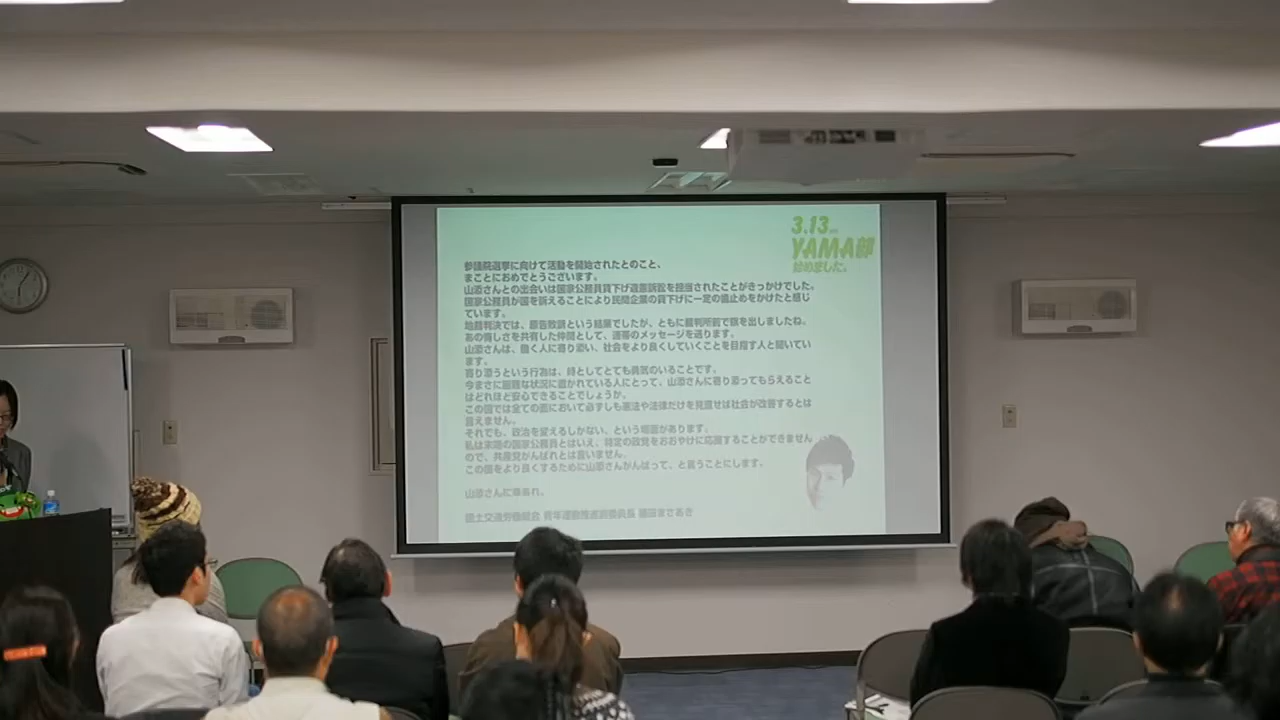 3.13
YAMA部
始めました。
参議院選挙に向けて活動を開始されたとのこと、
まことにおめでとうございます。
山添さんとの出会いは国家公務員賃下げ違憲訴訟を担当されたことがきっかけでした。
国家公務員が国を訴えることにより民間企業の賃下げに一定の歯止めをかけたと感じ
ています。
地裁判決では、原告敗訴という結果でしたが、ともに裁判所前で旗を出しましたね。
あの悔しさを共有した仲間として、連帯のメッセージを送ります。
山添さんは、働く人に寄り添い、社会をより良くしていくことを目指す人と聞いてい
ます。
寄り添うという行為は、時としてとても勇気のいることです。
今まさに困難な状況に置かれている人にとって、山添さんに寄り添ってもらえること
はどれほど安心できることでしょうか。
この国では全ての面において必ずしも憲法や法律だけを見直せば社会が改善するとは
言えません。
それでも、政治を変えるしかない、という場面があります。
私は末端の国家公務員とはいえ、特定の政党をおおやけに応援することができません
ので、共産党がんばれとは言いません。
この国をより良くするために山添さんがんばって、と言うことにします。
山添さんに幸あれ。
国土交通労働組合 青年運動推進委員長